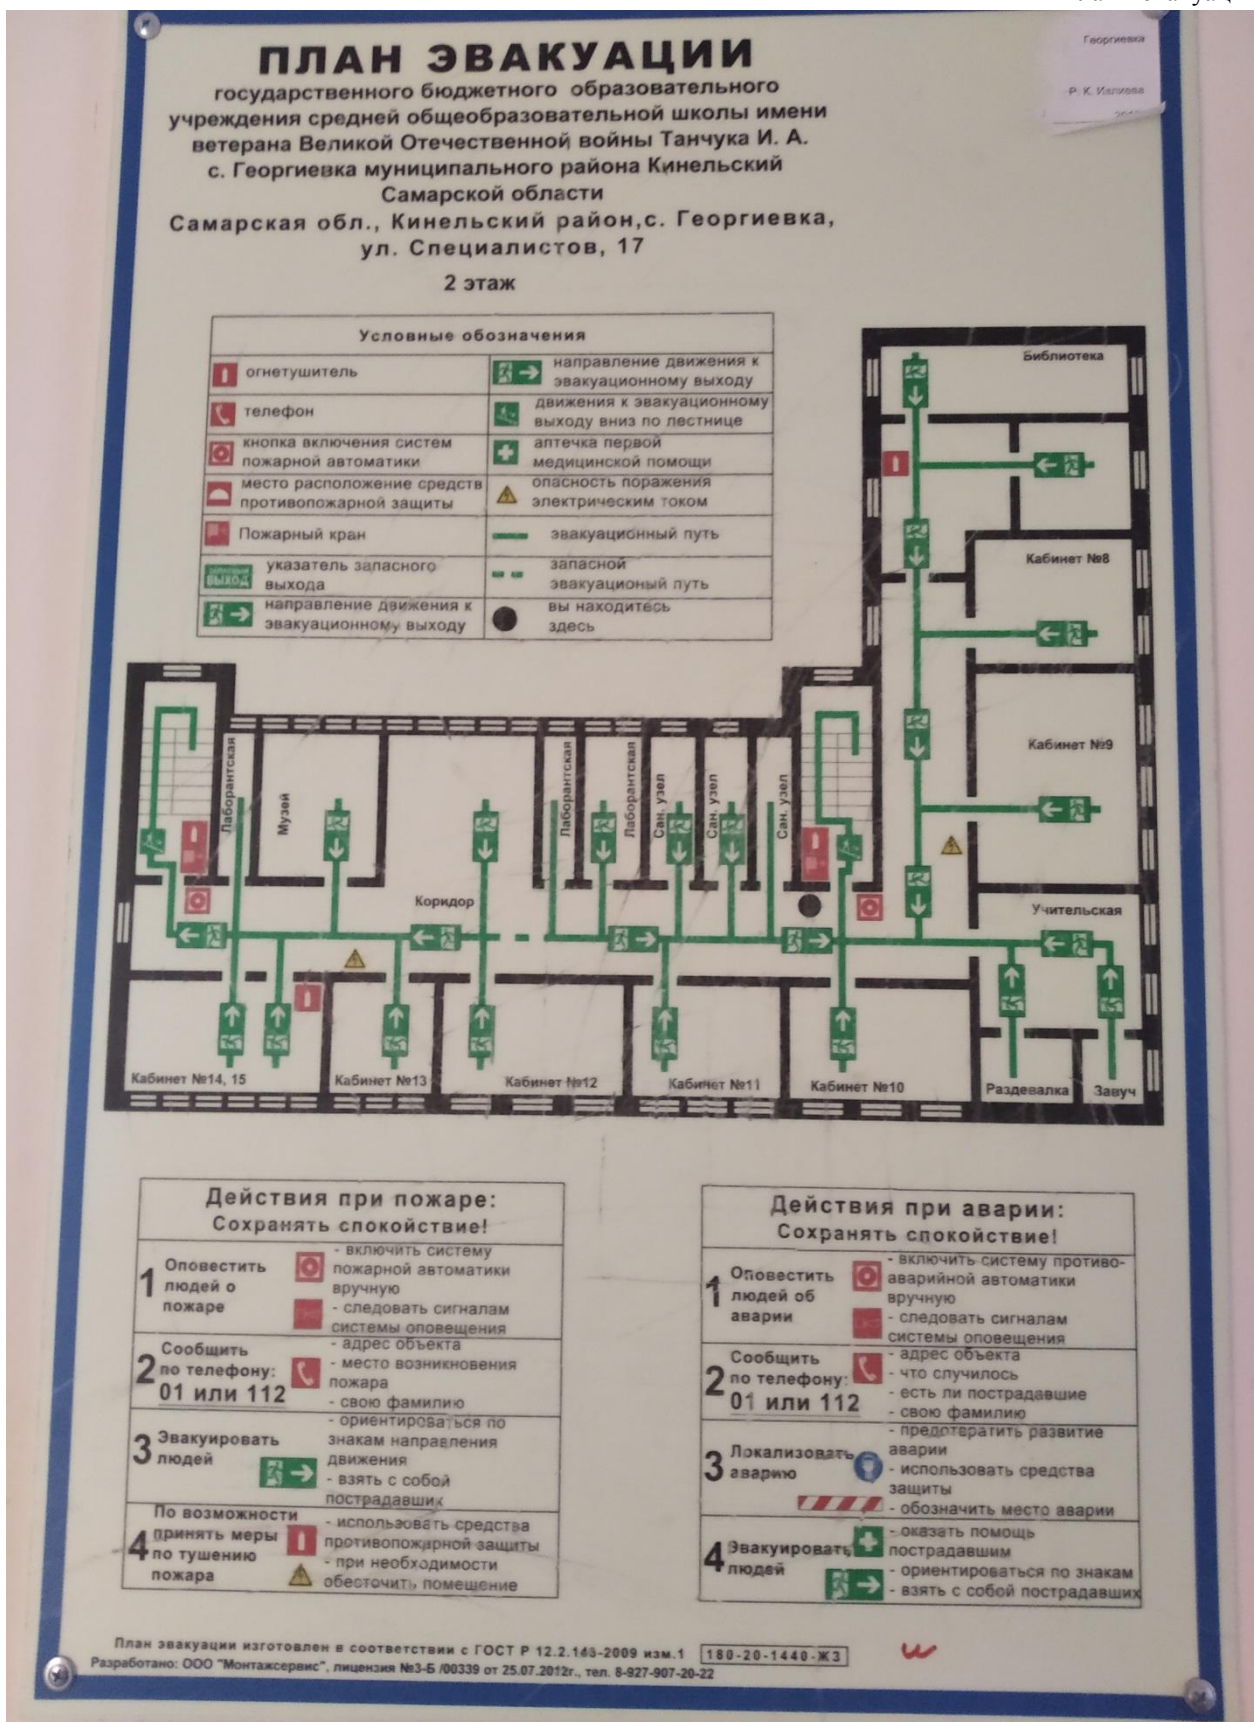 Георгиевка
ПЛАН ЭВАКУАЦИИ
государственного бюджетного образовательного
учреждения средней общеобразовательной школы имени
ветерана Великой Отечественной войны Танчука И. А.
с. Георгиевка муниципального района Кинельский
Самарской области
Самарская обл., Кинельский район,с. Георгиевка,
ул. Специалистов, 17
2 этаж
Условные обозначения
огнетушитель
телефон
кнопка включения систем
пожарной автоматики
место расположение средств
противопожарной защиты
Пожарный кран
ВЫХОД
указатель запасного
выхода
направление движения к
эвакуационному выходу
направление движения к
эвакуационному выходу
движения к эвакуационному
выходу вниз по лестнице
аптечка первой
медицинской помощи
опасность поражения
электрическим током
эвакуационный путь
запасной
эвакуационый путь
вы находитесь
здесь
Библиотека
Кабинет №8
Кабинет №9
Учительская
Лаборантская
Музей
Лаборантская
Лаборантская
Сан. узел
Сан. узел
Сан. узел
Коридор
Кабинет №14, 15
Кабинет №13
Кабинет №12
Кабинет №11
Кабинет №10
Раздевалка
Завуч
Действия при пожаре:
Сохранять спокойствие!
1 Оповестить
людей о
пожаре
- включить систему
пожарной автоматики
вручную
- следовать сигналам
системы оповещения
2 Сообщить
по телефону:
01 или 112
- адрес объекта
- место возникновения
пожара
- свою фамилию
3 Эвакуировать
людей
- ориентироваться по
знакам направления
движения
- взять с собой
пострадавших
4 По возможности
принять меры
по тушению
пожара
- использовать средства
противопожарной защиты
- при необходимости
обесточить помещение
Действия при аварии:
Сохранять спокойствие!
1 Оповестить
людей об
аварии
- включить систему противо-
аварийной автоматики
вручную
- следовать сигналам
системы оповещения
2 Сообщить
по телефону:
01 или 112
- адрес объекта
- что случилось
- есть ли пострадавшие
- свою фамилию
3 Локализовать
аварию
- предотвратить развитие
аварии
- использовать средства
защиты
- обозначить место аварии
4 Эвакуировать
людей
- оказать помощь
пострадавшим
- ориентироваться по знакам
- взять с собой пострадавших
План эвакуации изготовлен в соответствии с ГОСТ Р 12.2.143-2009 изм.1 180-20-1440-ЖЗ
Разработано: ООО "Монтажсервис", лицензия №3-Б /00339 от 25.07.2012г., тел. 8-927-907-20-22